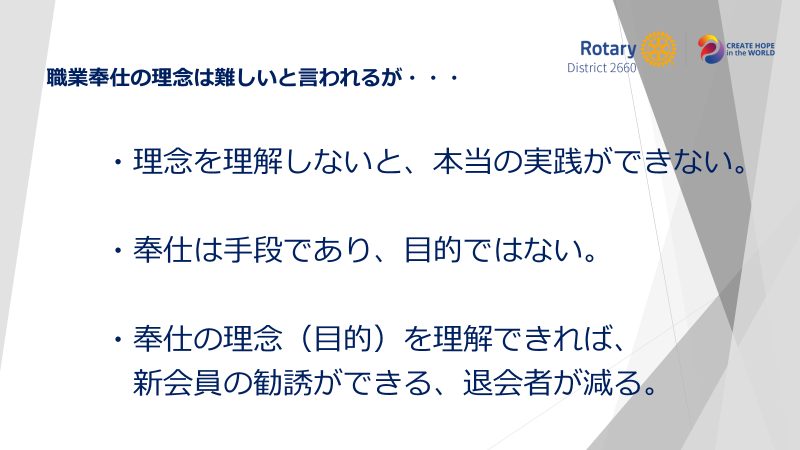 Rotary
District 2660
CREATE HOPE
in the WORLD
職業奉仕の理念は難しいと言われるが・・・
・理念を理解しないと、本当の実践ができない。
・奉仕は手段であり、目的ではない。
・奉仕の理念（目的）を理解できれば、
新会員の勧誘ができる、退会者が減る。